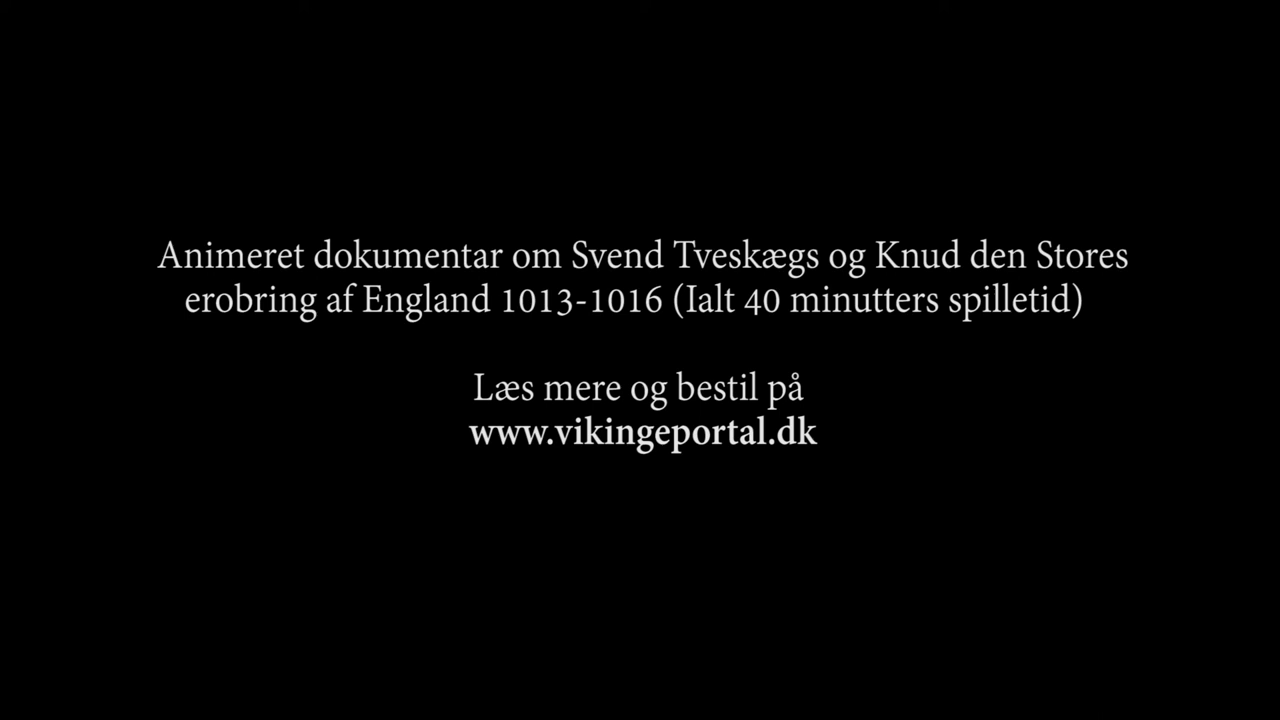 Animeret dokumentar om Svend Tveskægs og Knud den Stores
erobring af England 1013-1016 (Ialt 40 minutters spilletid)
Læs mere og bestil på
www.vikingeportal.dk